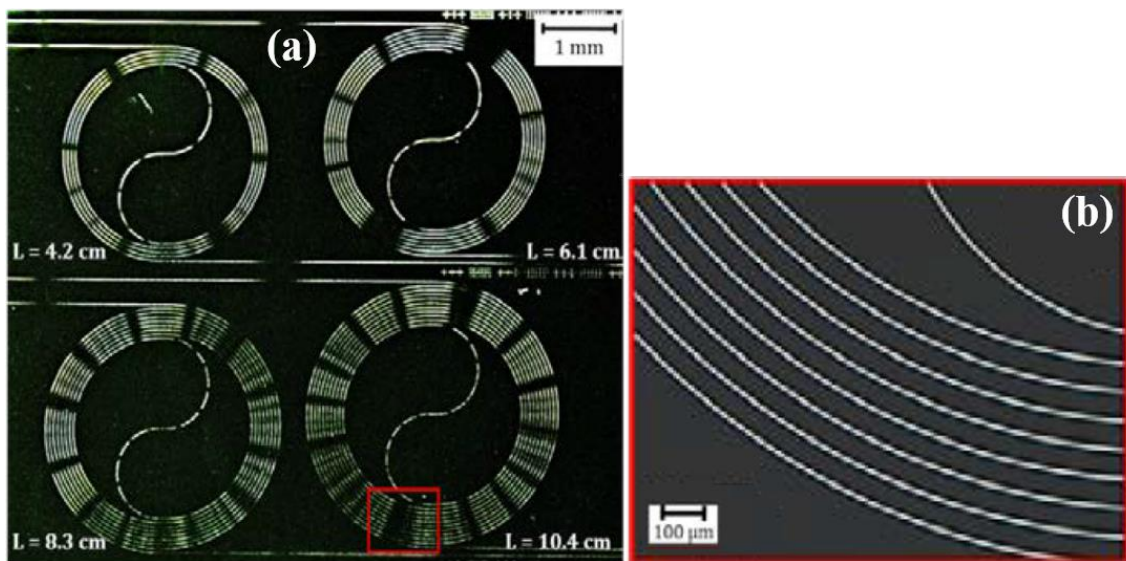 (a)
1 mm
L = 4.2 cm
L = 6.1 cm
L = 8.3 cm
L = 10.4 cm
(b)
100 μm